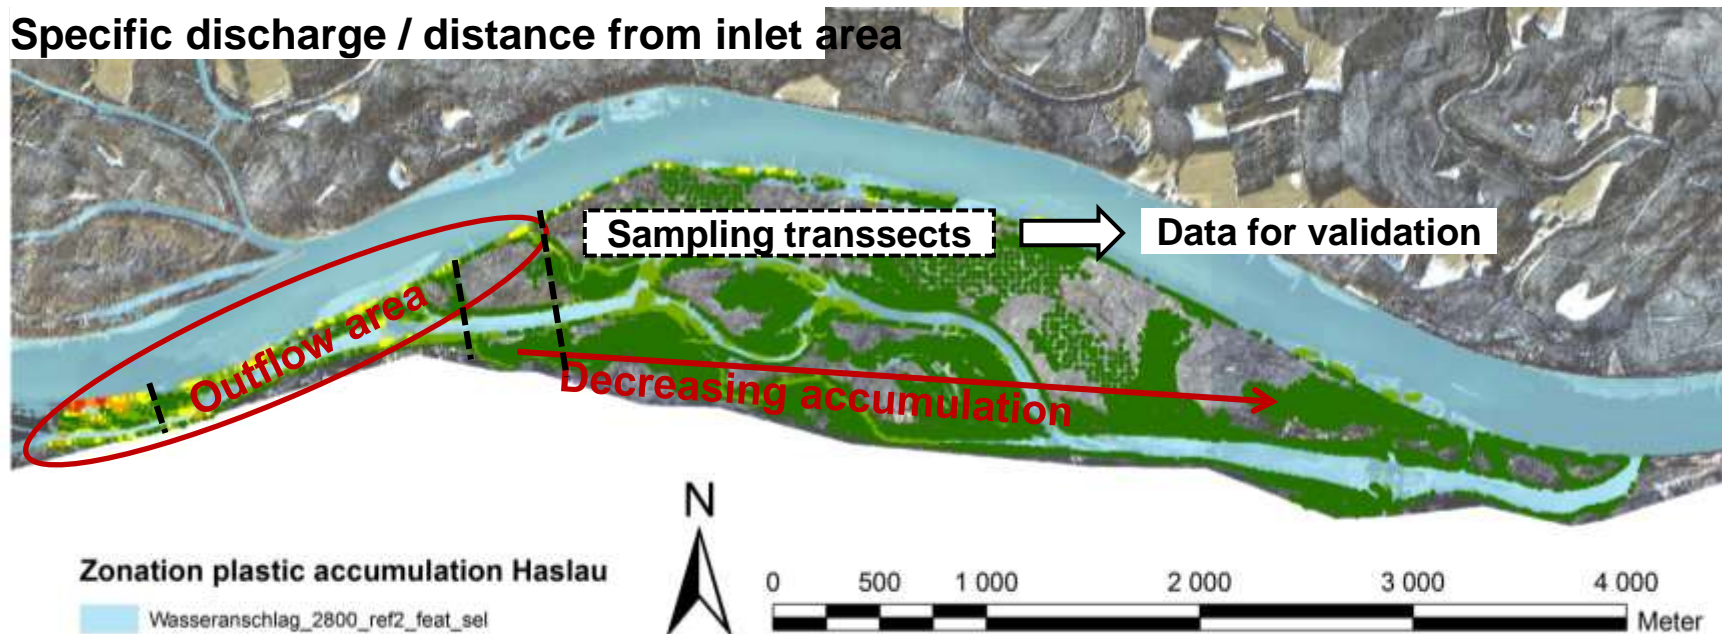 Specific discharge / distance from inlet area
Sampling transsects
Data for validation
Outflow area
Decreasing accumulation
N
Zonation plastic accumulation Haslau
Wasseranschlag_2800_ref2_feat_sel
0 500 1 000 2 000 3 000 4 000
Meter